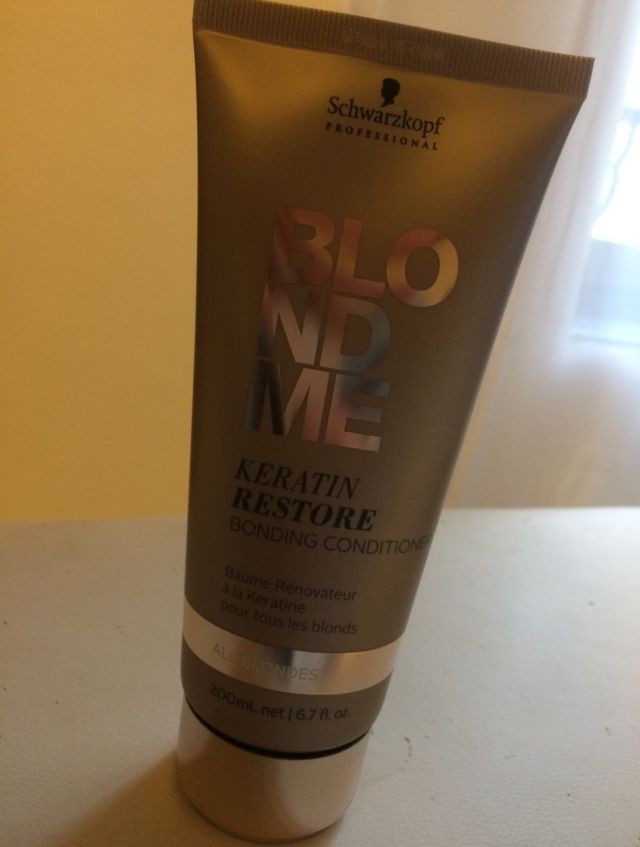 Schwarzkopf
PROFESSIONAL
BLO
ND
ME
KERATIN
RESTORE
BONDING CONDITIONER
Baume Rénovateur
à la Kératine
pour tous les blonds
ALL BLONDES
200mL net | 6.7 fl. oz.